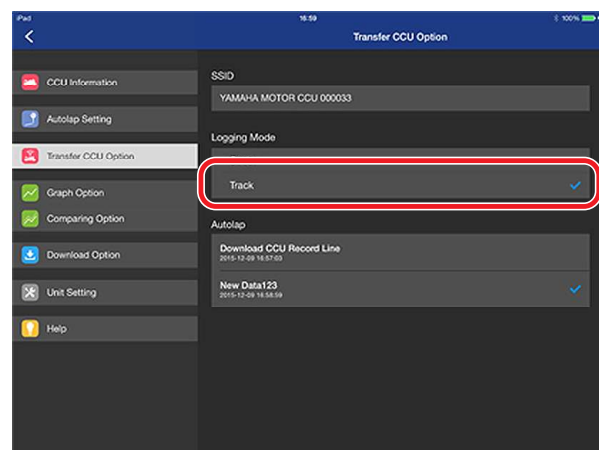 iPad 16:59 100%
Transfer CCU Option
CCU Information
Autolap Setting
Transfer CCU Option
Graph Option
Comparing Option
Download Option
Unit Setting
Help
SSID
YAMAHA MOTOR CCU 000033
Logging Mode
Track
Autolap
Download CCU Record Line
2015-12-09 16:57:03
New Data123
2015-12-09 16:58:59